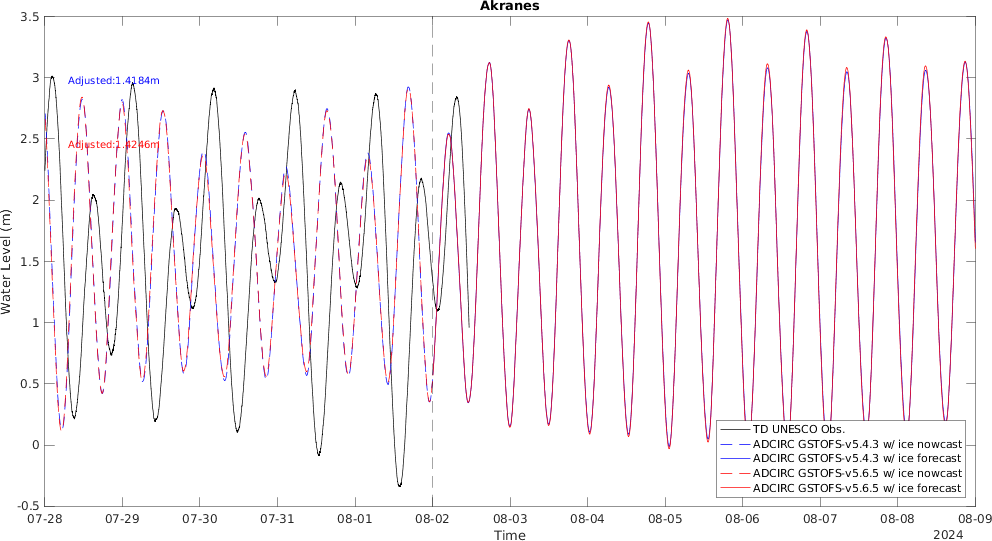 Akranes
3.5
3
2.5
2
1.5
1
0.5
0
-0.5
Water Level (m)
Adjusted:1.4184m
Adjusted:1.4246m
TD UNESCO Obs.
ADCIRC GSTOFS-v5.4.3 w/ ice nowcast
ADCIRC GSTOFS-v5.4.3 w/ ice forecast
ADCIRC GSTOFS-v5.6.5 w/ ice nowcast
ADCIRC GSTOFS-v5.6.5 w/ ice forecast
07-28 07-29 07-30 07-31 08-01 08-02 08-03 08-04 08-05 08-06 08-07 08-08 08-09
Time
2024